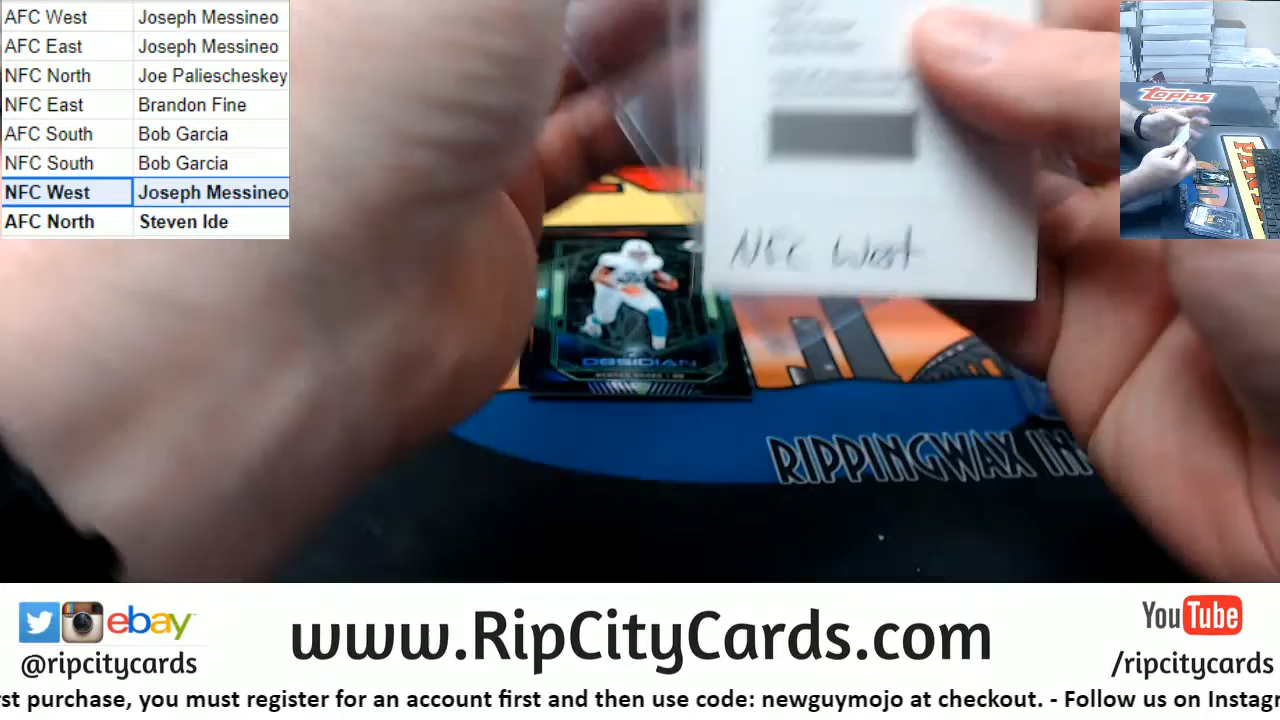 AFC West Joseph Messineo
AFC East Joseph Messineo
NFC North Joe Paliescheskey
NFC East Brandon Fine
AFC South Bob Garcia
NFC South Bob Garcia
NFC West Joseph Messineo
AFC North Steven Ide
TOPPS
PANI
NFC West
OBSIDIAN
RIPPINGWAX IN
ebay
@ripcitycards
www.RipCityCards.com
YouTube
/ripcitycards
rst purchase, you must register for an account first and then use code: newguymojo at checkout. - Follow us on Instagr